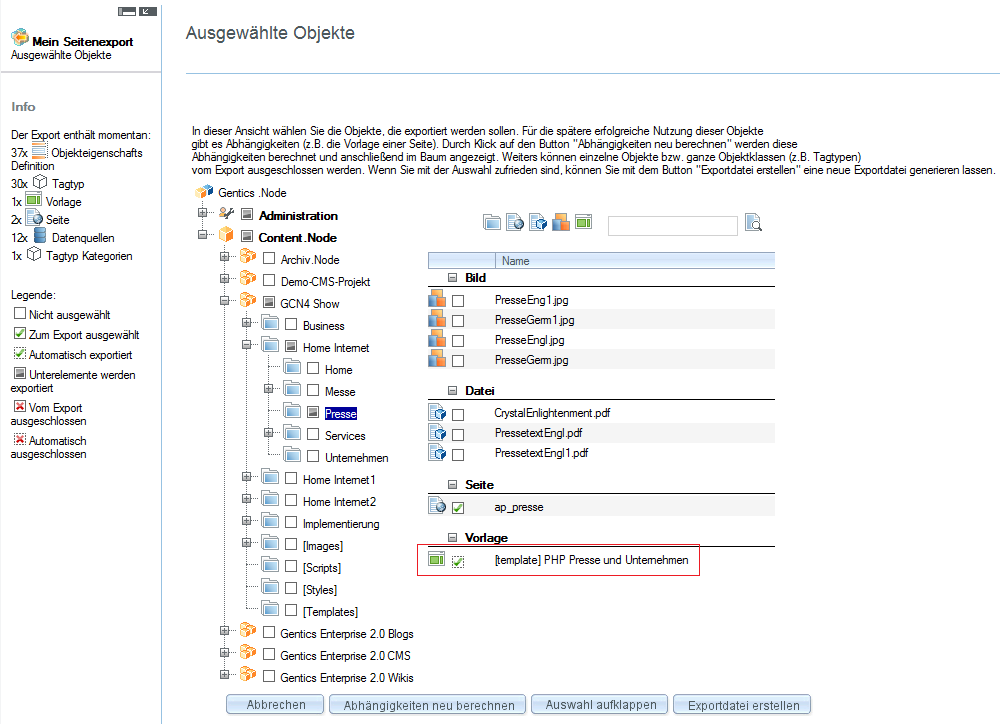 Mein Seitenexport
Ausgewählte Objekte
Info
Der Export enthält momentan:
37x Objekteigenschafts
Definition
30x Tagtyp
1x Vorlage
2x Seite
12x Datenquellen
1x Tagtyp Kategorien
Legende:
Nicht ausgewählt
Zum Export ausgewählt
Automatisch exportiert
Unterelemente werden
exportiert
Vom Export
ausgeschlossen
Automatisch
ausgeschlossen
Ausgewählte Objekte
In dieser Ansicht wählen Sie die Objekte, die exportiert werden sollen. Für die spätere erfolgreiche Nutzung dieser Objekte
gibt es Abhängigkeiten (z.B. die Vorlage einer Seite). Durch Klick auf den Button "Abhängigkeiten neu berechnen" werden diese
Abhängigkeiten berechnet und anschließend im Baum angezeigt. Weiters können einzelne Objekte bzw. ganze Objektklassen (z.B. Tagtypen)
vom Export ausgeschlossen werden. Wenn Sie mit der Auswahl zufrieden sind, können Sie mit dem Button "Exportdatei erstellen" eine neue Exportdatei generieren lassen.
Gentics .Node
Administration
Content.Node
Archiv.Node
Demo-CMS-Projekt
GCN4 Show
Business
Home Internet
Home
Messe
Presse
Services
Unternehmen
Home Internet1
Home Internet2
Implementierung
[Images]
[Scripts]
[Styles]
[Templates]
Gentics Enterprise 2.0 Blogs
Gentics Enterprise 2.0 CMS
Gentics Enterprise 2.0 Wikis
Name
Bild
PresseEng1.jpg
PresseGerm1.jpg
PresseEngl.jpg
PresseGerm.jpg
Datei
CrystalEnlightenment.pdf
PressetextEngl.pdf
PressetextEngl1.pdf
Seite
ap_presse
Vorlage
[template] PHP Presse und Unternehmen
Abbrechen
Abhängigkeiten neu berechnen
Auswahl aufklappen
Exportdatei erstellen